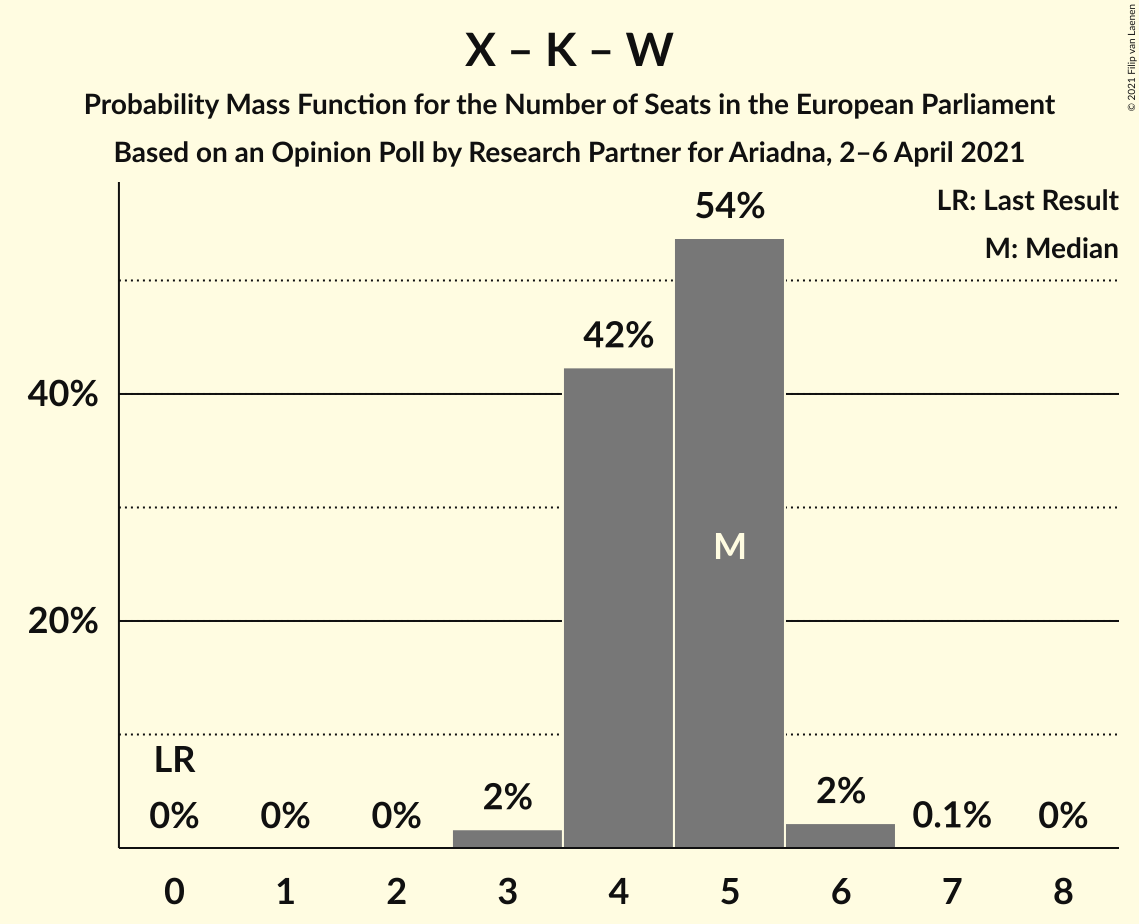 X – K – W
Probability Mass Function for the Number of Seats in the European Parliament
Based on an Opinion Poll by Research Partner for Ariadna, 2–6 April 2021
© 2021 Filip van Laenen
LR: Last Result
M: Median
54%
42%
40%
M
20%
LR
0%
0%
0%
2%
2%
0.1%
0%
0
1
2
3
4
5
6
7
8